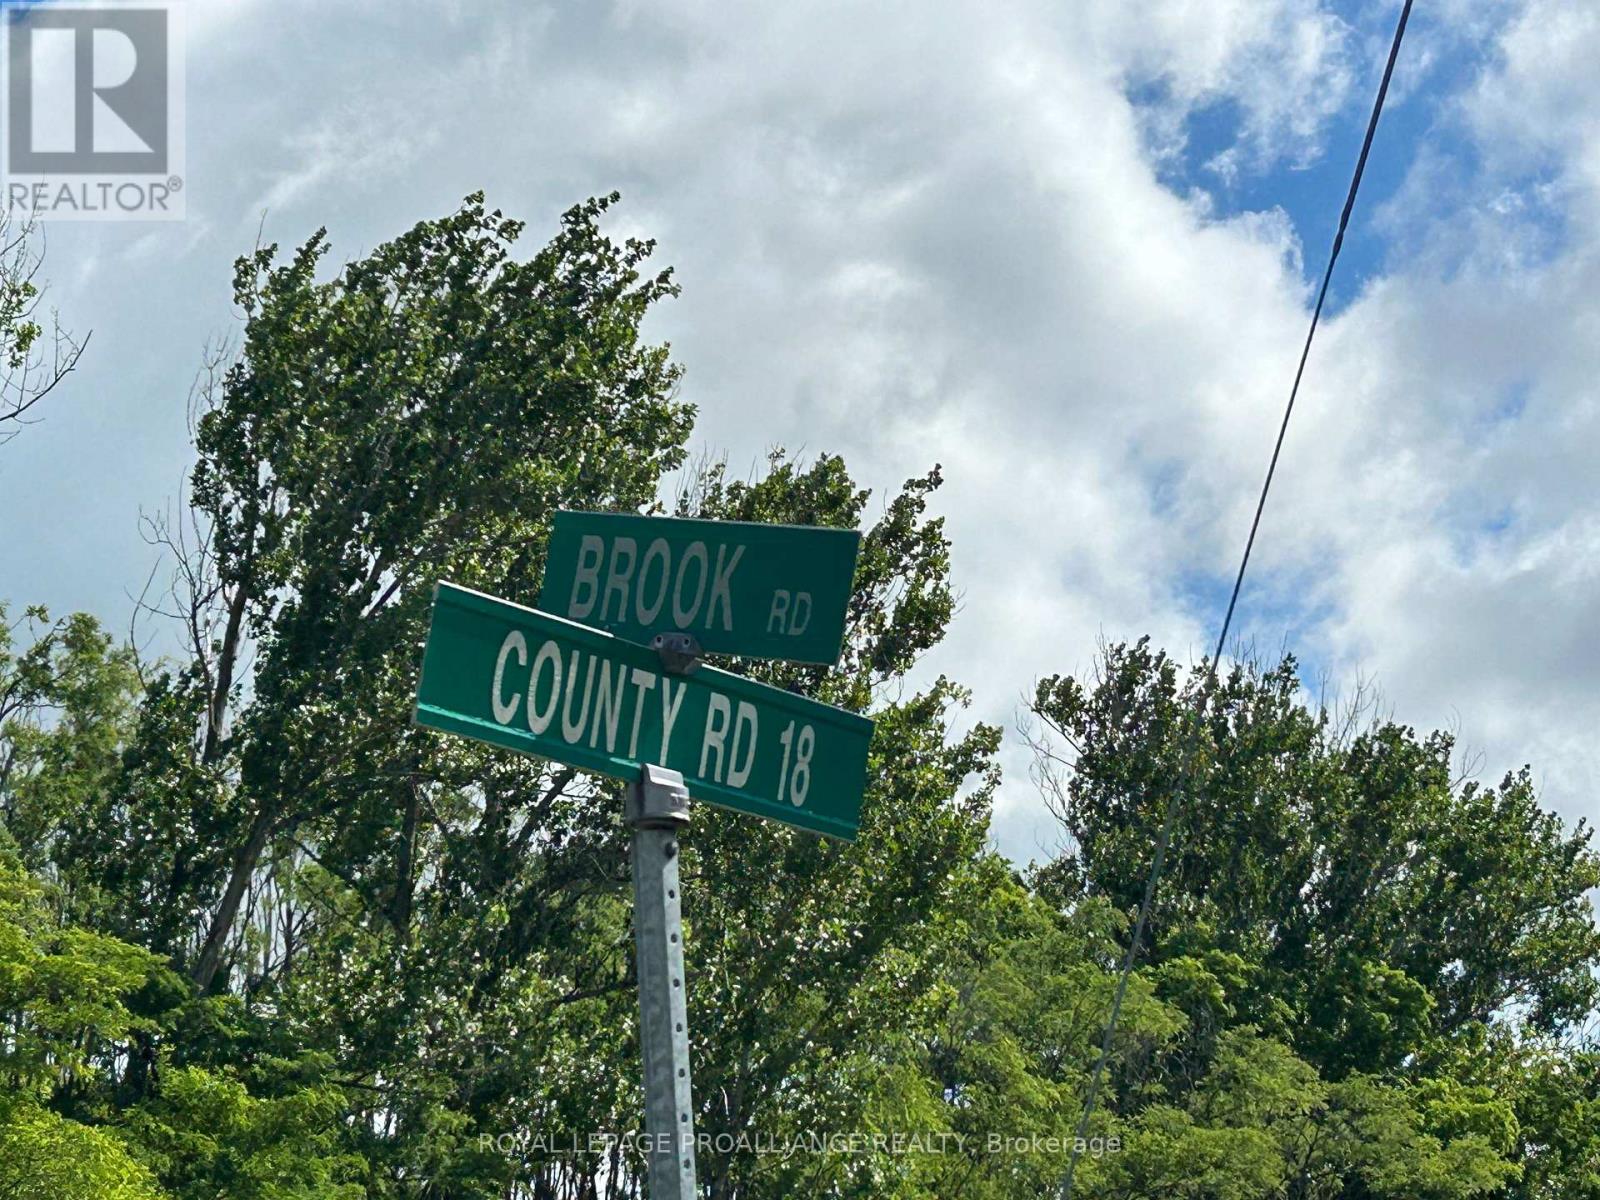 REALTOR®
BROOK RD
COUNTY RD 18
ROYAL LEPAGE PROALLIANCE REALTY, Brokerage